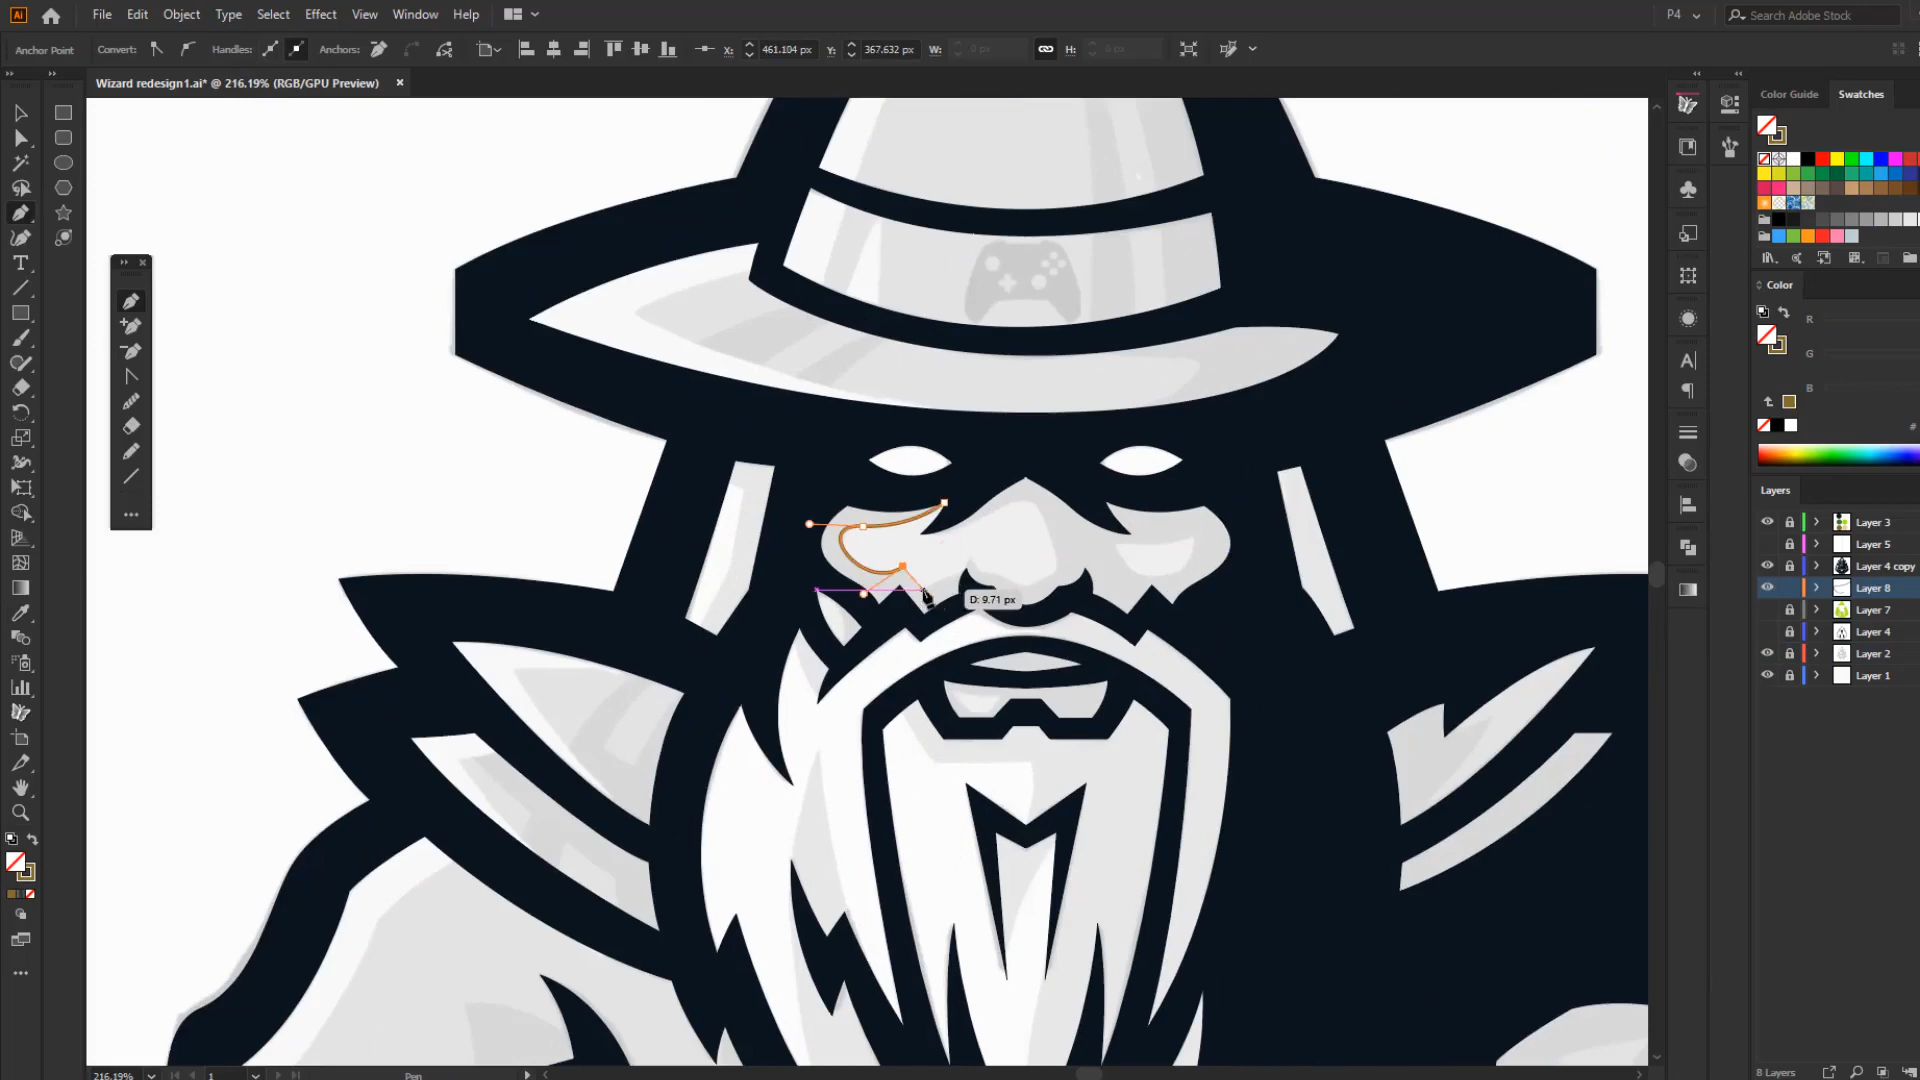 Ai File Edit Object Type Select Effect View Window Help P4 Search Adobe Stock
Anchor Point Convert: Handles: Anchors: X: 461.104 px Y: 367.632 px W: 0 px H: 0 px
Wizard redesign1.ai* @ 216.19% (RGB/GPU Preview) ×
Color Guide Swatches
Color
R
G
B
#
Layers
Layer 3
Layer 5
Layer 4 copy
Layer 8
Layer 7
Layer 4
Layer 2
Layer 1
D: 9.71 px
216.19% 1 Pen 8 Layers